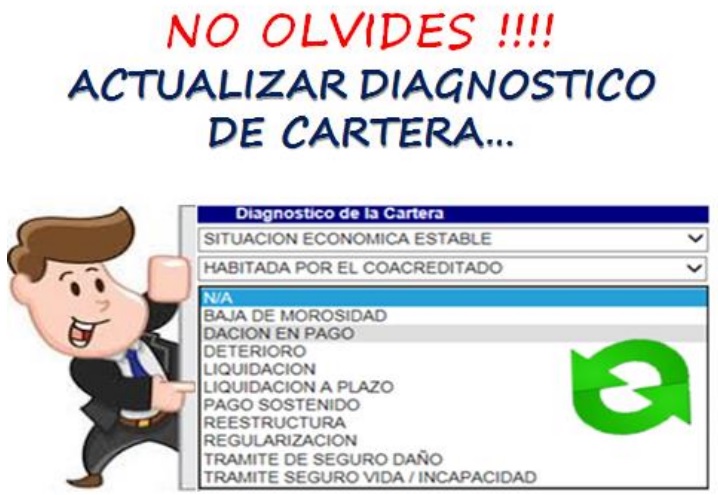 NO OLVIDES !!!!
ACTUALIZAR DIAGNOSTICO
DE CARTERA...
Diagnostico de la Cartera
SITUACION ECONOMICA ESTABLE
HABITADA POR EL COACREDITADO
N/A
BAJA DE MOROSIDAD
DACION EN PAGO
DETERIORO
LIQUIDACION
LIQUIDACION A PLAZO
PAGO SOSTENIDO
REESTRUCTURA
REGULARIZACION
TRAMITE DE SEGURO DAÑO
TRAMITE SEGURO VIDA / INCAPACIDAD